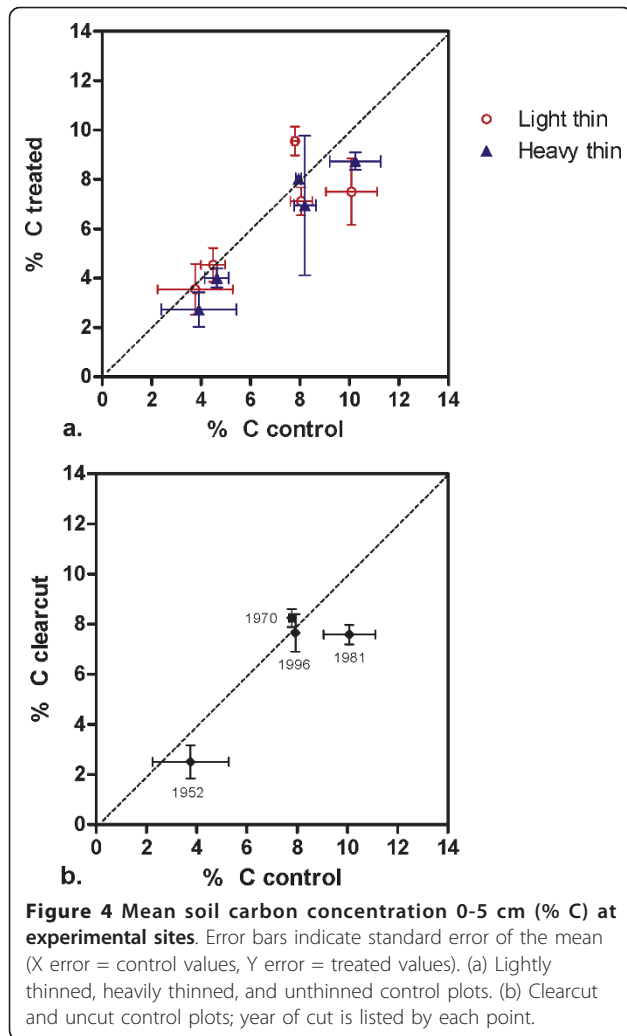 14
12
10
8
6
4
2
0
% C treated
0 2 4 6 8 10 12 14
a. % C control
Light thin
Heavy thin
14
12
10
8
6
4
2
0
% C clearcut
1970
1996
1981
1952
0 2 4 6 8 10 12 14
b. % C control
Figure 4 Mean soil carbon concentration 0-5 cm (% C) at
experimental sites. Error bars indicate standard error of the mean
(X error = control values, Y error = treated values). (a) Lightly
thinned, heavily thinned, and unthinned control plots. (b) Clearcut
and uncut control plots; year of cut is listed by each point.